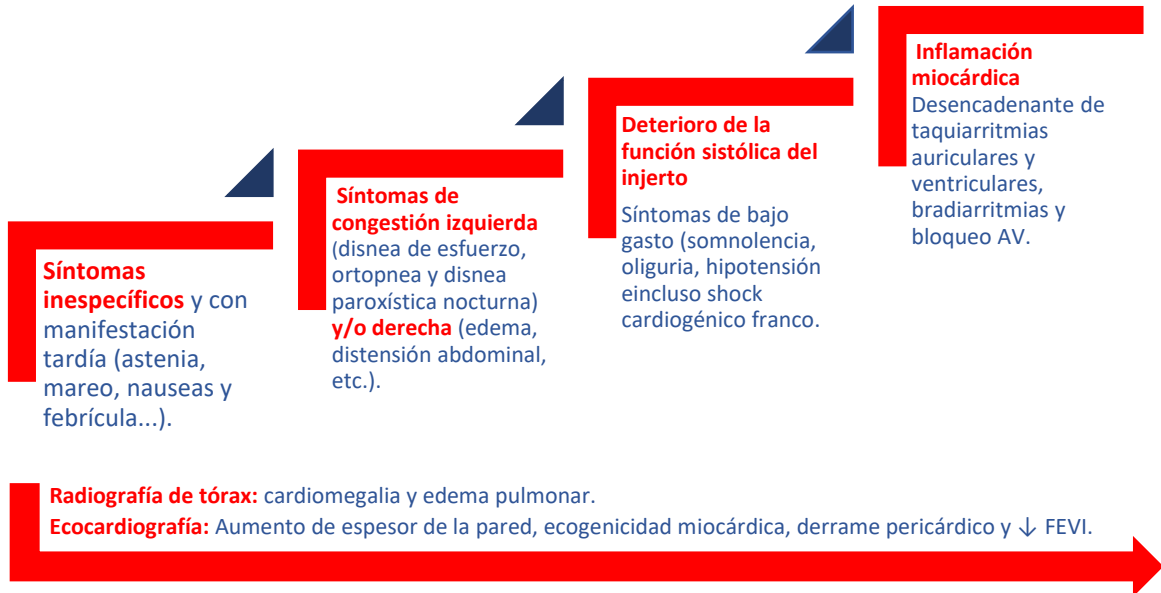 Síntomas
inespecíficos y con
manifestación
tardía (astenia,
mareo, nauseas y
febrícula...).
Síntomas de
congestión izquierda
(disnea de esfuerzo,
ortopnea y disnea
paroxística nocturna)
y/o derecha (edema,
distensión abdominal,
etc.).
Deterioro de la
función sistólica del
injerto
Síntomas de bajo
gasto (somnolencia,
oliguria, hipotensión
eincluso shock
cardiogénico franco.
Inflamación
miocárdica
Desencadenante de
taquiarritmias
auriculares y
ventriculares,
bradiarritmias y
bloqueo AV.
Radiografía de tórax: cardiomegalia y edema pulmonar.
Ecocardiografía: Aumento de espesor de la pared, ecogenicidad miocárdica, derrame pericárdico y ↓ FEVI.